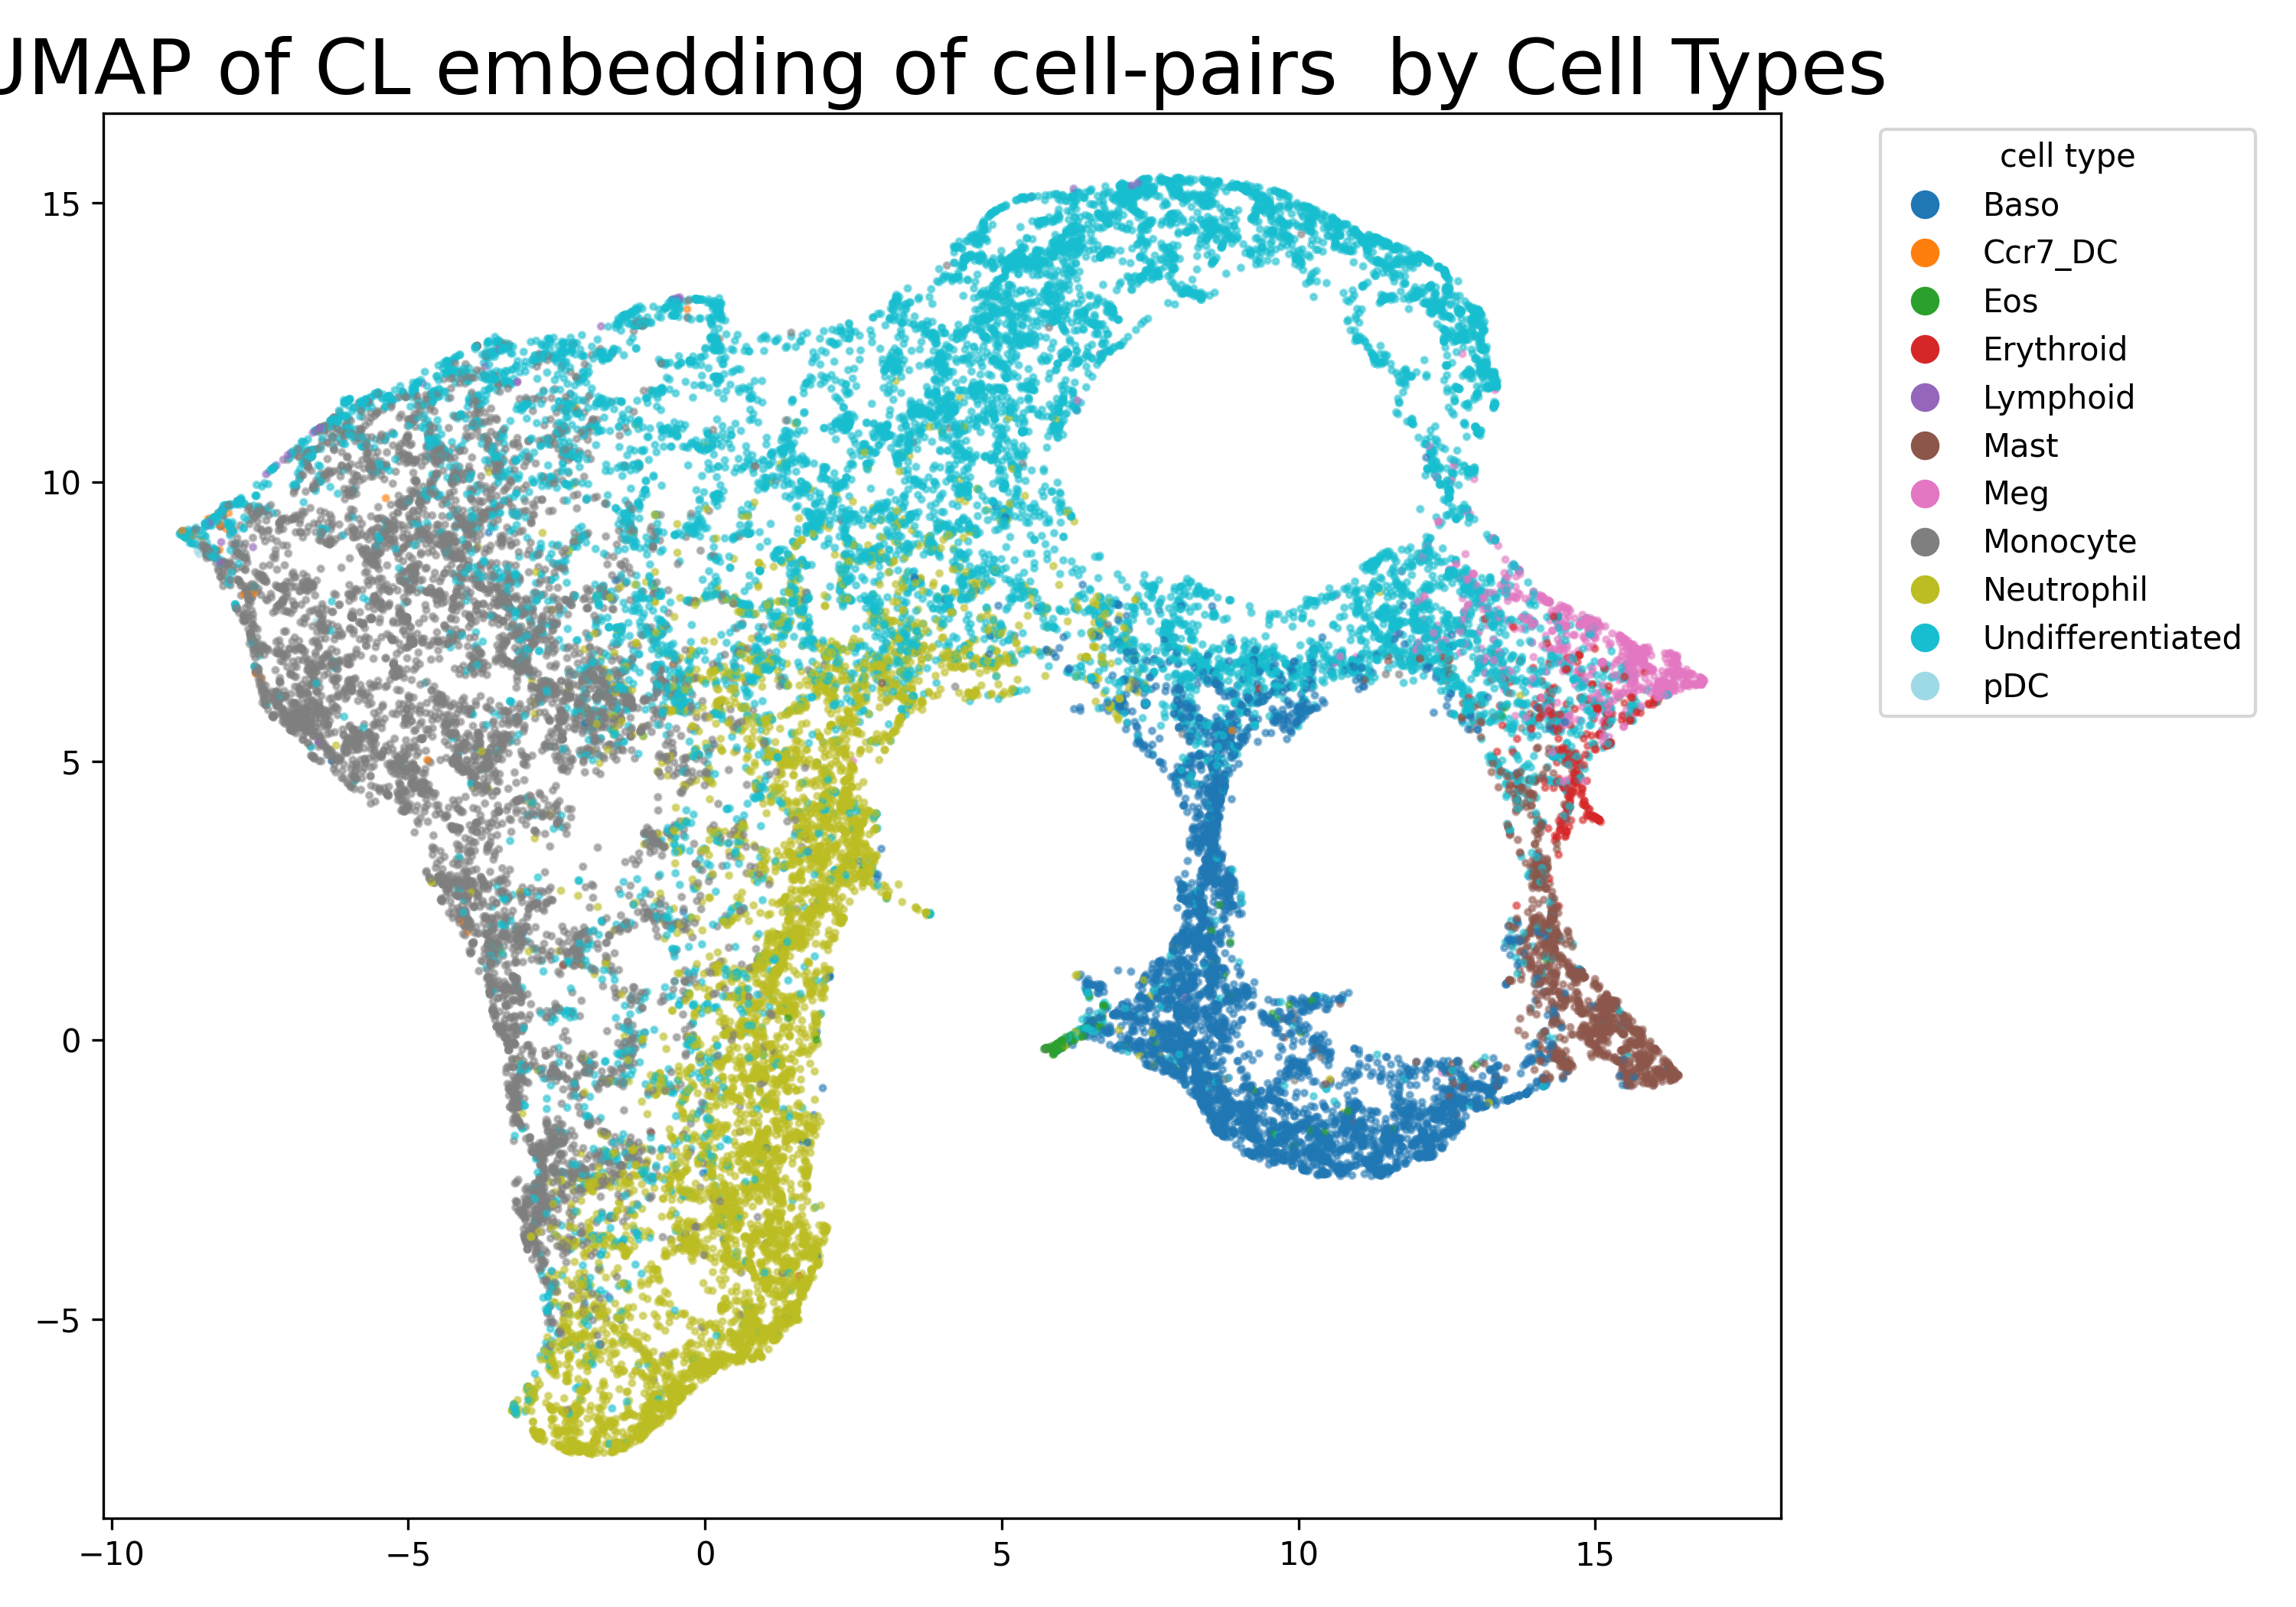 UMAP of CL embedding of cell-pairs  by Cell Types
cell type
Baso
Ccr7_DC
Eos
Erythroid
Lymphoid
Mast
Meg
Monocyte
Neutrophil
Undifferentiated
pDC
15
10
5
0
−5
−10
−5
0
5
10
15